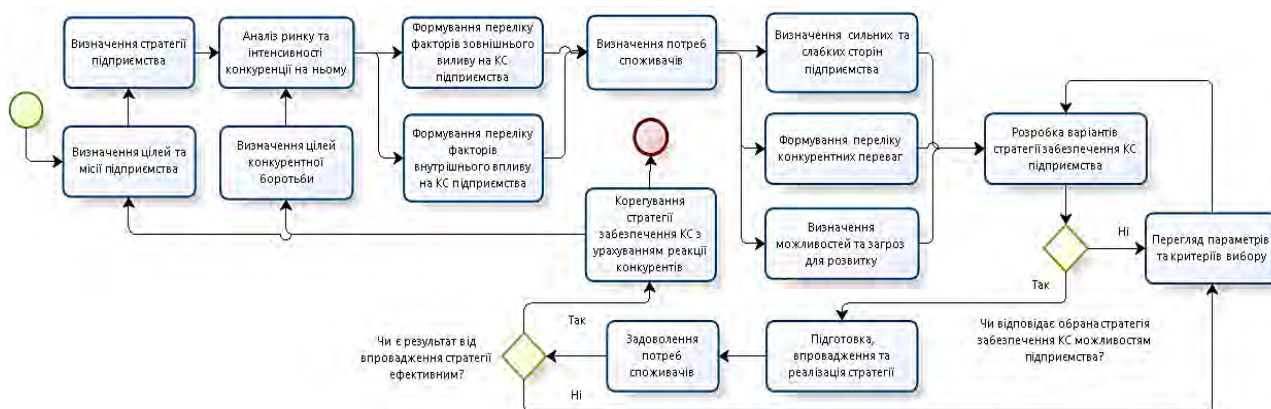 Визначення стратегії
підприємства
Аналіз ринку та
інтенсивності
конкуренції на ньому
Формування переліку
факторів зовнішнього
виливу на КС
підприємства
Визначення потреб
споживачів
Визначення сильних та
слабких сторін
підприємства
Визначення цілей та
місії підприємства
Визначення цілей
конкурентної
боротьби
Формування переліку
факторів
внутрішнього впливу
на КС підприємства
Формування переліку
конкурентних переваг
Розробка варіантів
стратегії забезпечення КС
підприємства
Корегування
стратегії
забезпечення КС з
урахуванням реакції
конкурентів
Визначення
можливостей та загроз
для розвитку
Ні
Перегляд параметрів
та критеріїв вибору
Так
Чи відповідає обрана стратегія
забезпечення КС можливостям
підприємства?
Підготовка,
впровадження та
реалізація стратегії
Задоволення
потреб
споживачів
Так
Чи є результат від
впровадження стратегії
ефективним?
Ні